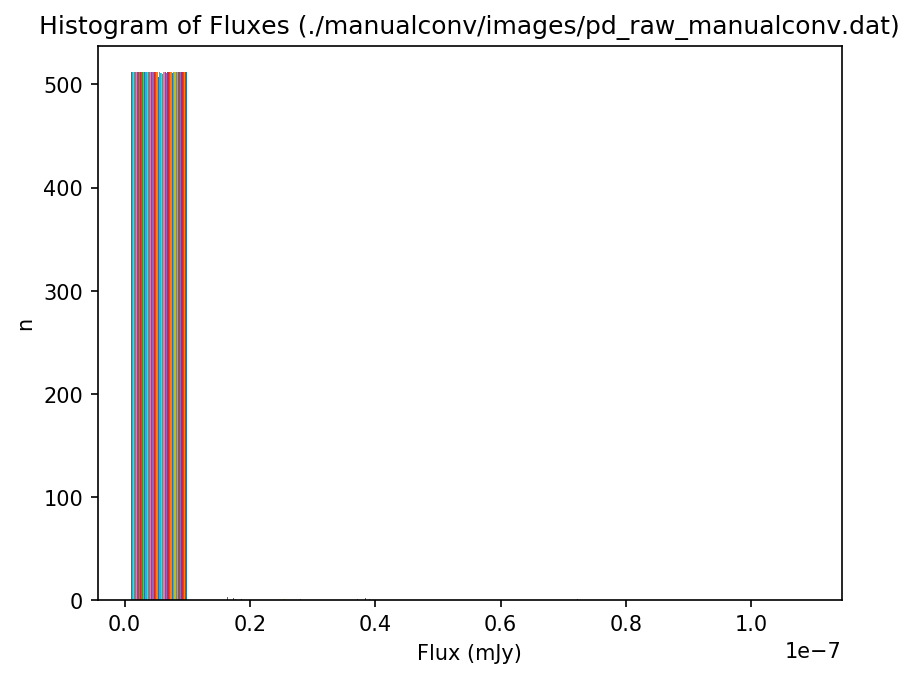 Histogram of Fluxes (./manualconv/images/pd_raw_manualconv.dat)
500
400
300
200
100
0
n
0.0 0.2 0.4 0.6 0.8 1.0
1e−7
Flux (mJy)